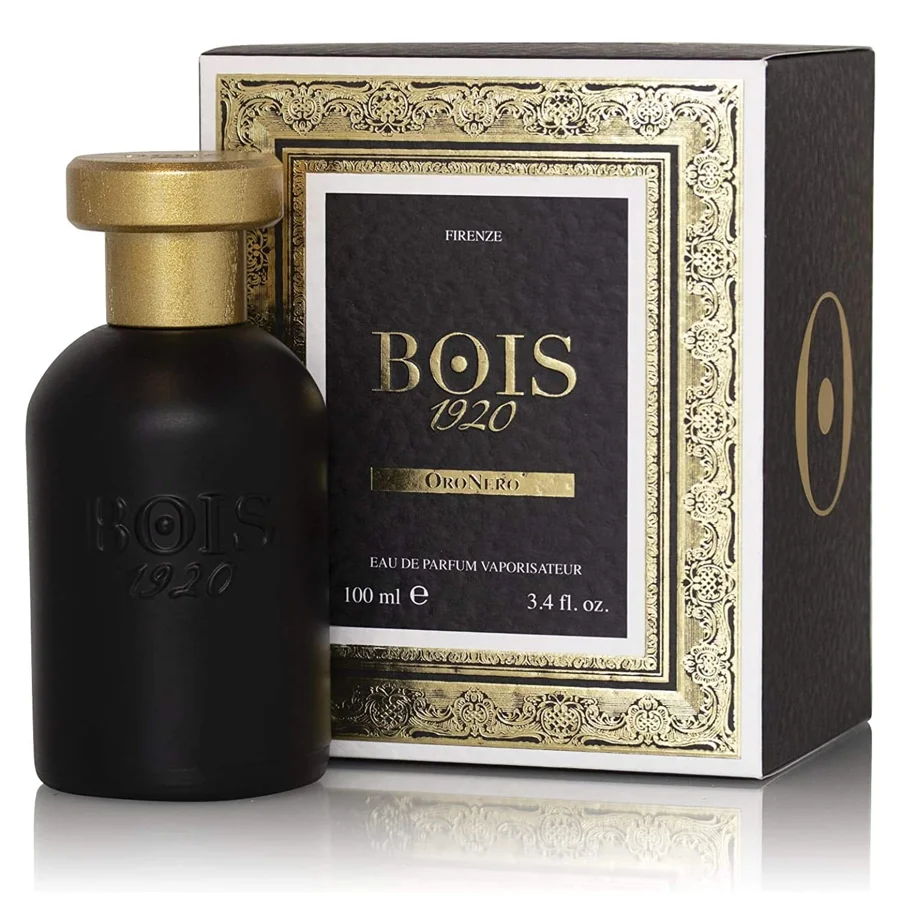 FIRENZE
BOIS
1920
ORONERO
EAU DE PARFUM VAPORISATEUR
100 ml ℮
3.4 fl. oz.
BOIS
1920